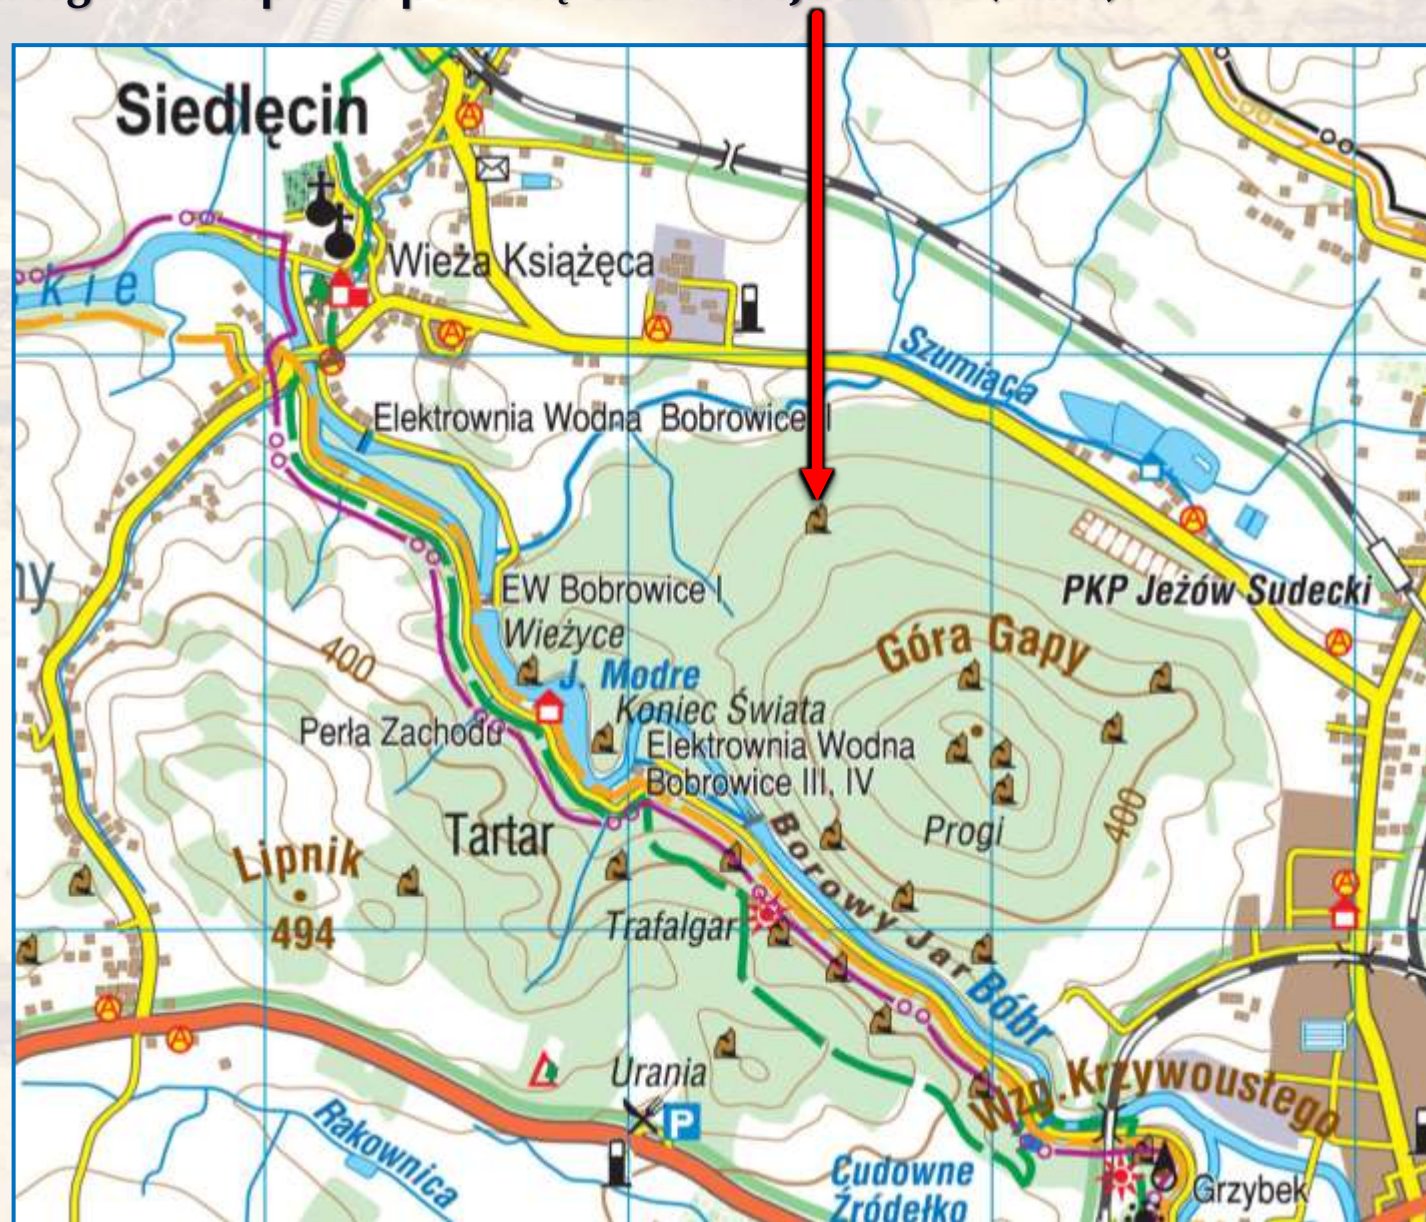 Siedlęcin
Wieża Książęca
kie
Szumiąca
Elektrownia Wodna Bobrowice II
ny
EW Bobrowice I
PKP Jeżów Sudecki
Wieżyce
Góra Gapy
400
J. Modre
Koniec Świata
Perła Zachodu
Elektrownia Wodna
Bobrowice III, IV
400
Tartar
Progi
Lipnik
494
Borowy Jar
Trafalgar
Bóbr
Urania
Wzg. Krzywoustego
P
Rakownica
Cudowne
Źródełko
Grzybek